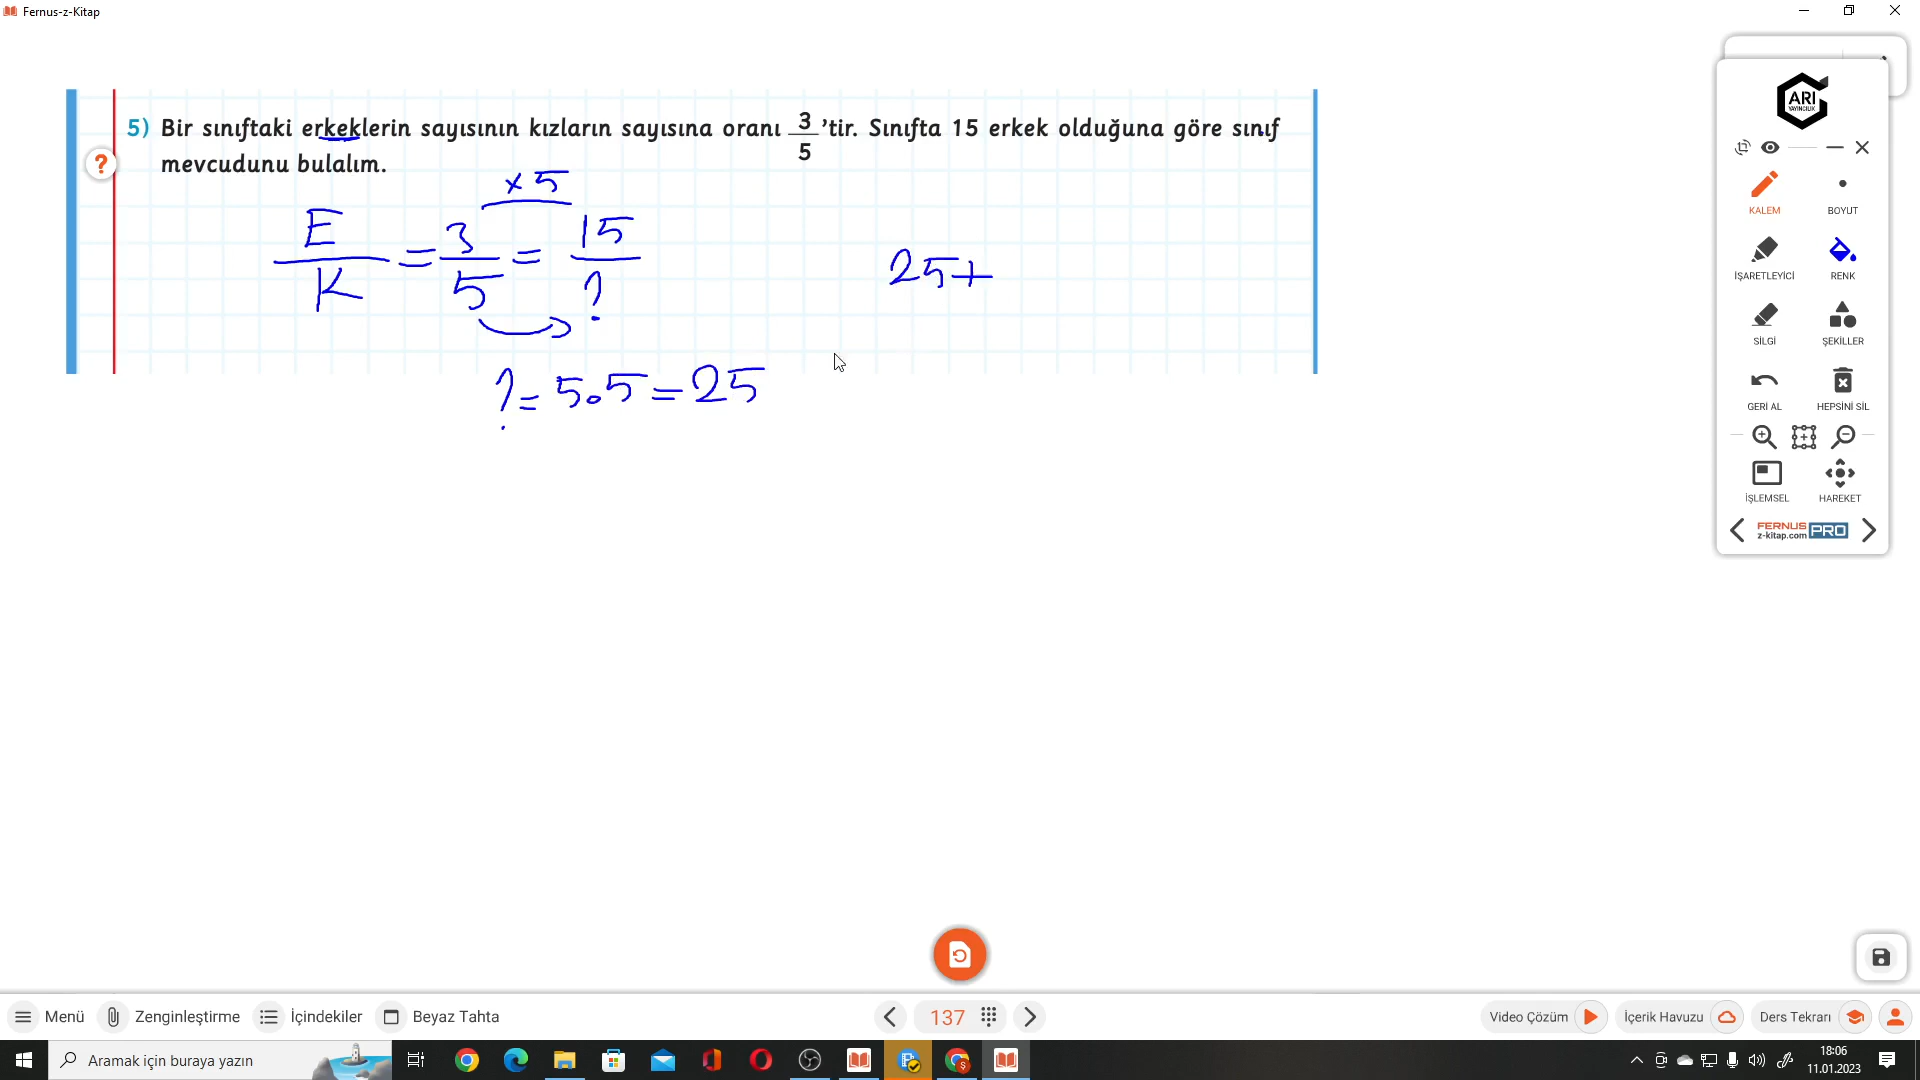 Fernus-z-Kitap
5) Bir sınıftaki erkeklerin sayısının kızların sayısına oranı 3/5 'tir. Sınıfta 15 erkek olduğuna göre sınıf
mevcudunu bulalım.
?
x 5
E/K = 3/5 = 15/?
25+
? = 5.5 = 25
ARI
YAYINCILIK
KALEM
BOYUT
İŞARETLEYİCİ
RENK
SİLGİ
ŞEKİLLER
GERİ AL
HEPSİNİ SİL
İŞLEMSEL
HAREKET
FERNUS
z-kitap.com PRO
Menü
Zenginleştirme
İçindekiler
Beyaz Tahta
137
Video Çözüm
İçerik Havuzu
Ders Tekrarı
Aramak için buraya yazın
18:06
11.01.2023